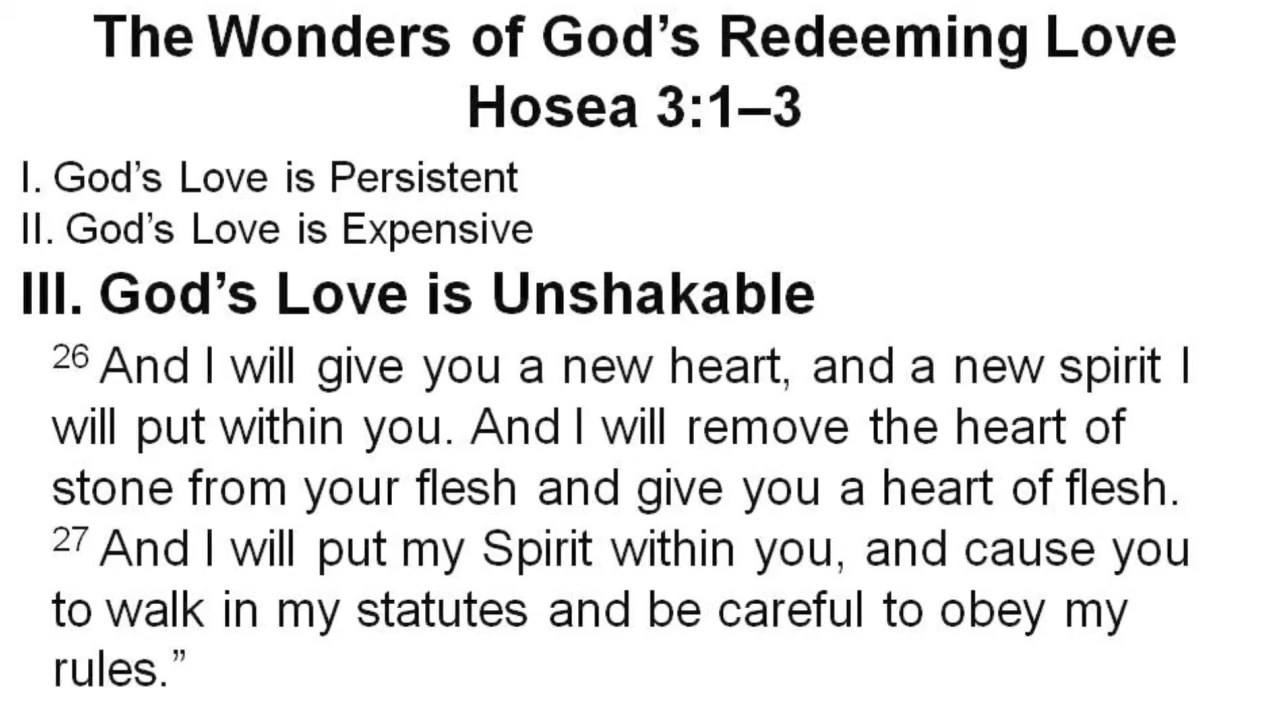 The Wonders of God’s Redeeming Love
Hosea 3:1–3
I. God’s Love is Persistent
II. God’s Love is Expensive
III. God’s Love is Unshakable
26 And I will give you a new heart, and a new spirit I
will put within you. And I will remove the heart of
stone from your flesh and give you a heart of flesh.
27 And I will put my Spirit within you, and cause you
to walk in my statutes and be careful to obey my
rules.”